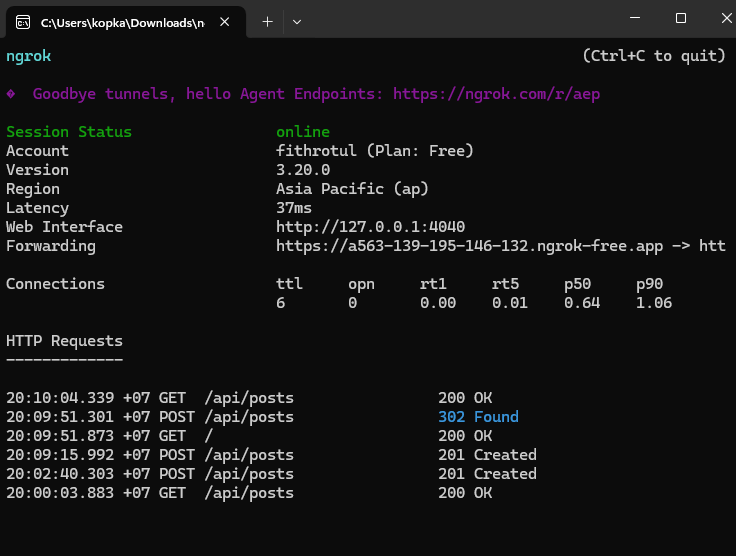 C:\Users\kopka\Downloads\n
ngrok (Ctrl+C to quit)
� Goodbye tunnels, hello Agent Endpoints: https://ngrok.com/r/aep
Session Status online
Account fithrotul (Plan: Free)
Version 3.20.0
Region Asia Pacific (ap)
Latency 37ms
Web Interface http://127.0.0.1:4040
Forwarding https://a563-139-195-146-132.ngrok-free.app -> htt
Connections ttl opn rt1 rt5 p50 p90
6 0 0.00 0.01 0.64 1.06
HTTP Requests
-------------
20:10:04.339 +07 GET /api/posts 200 OK
20:09:51.301 +07 POST /api/posts 302 Found
20:09:51.873 +07 GET / 200 OK
20:09:15.992 +07 POST /api/posts 201 Created
20:02:40.303 +07 POST /api/posts 201 Created
20:00:03.883 +07 GET /api/posts 200 OK